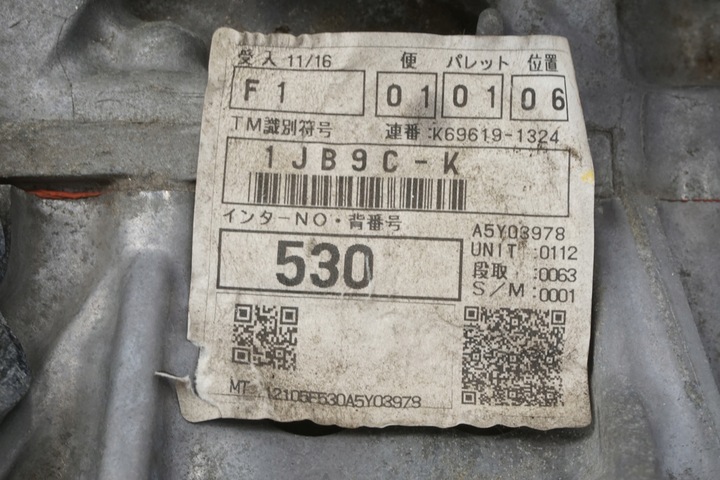 受入 11/16 便 パレット 位置
F1 01 01 06
TM識別符号 連番:K69619-1324
1JB9C-K
インターNO・背番号 A5Y03978
UNIT :0112
530 段取 :0063
S/M :0001
MT 12105F530A5Y03978